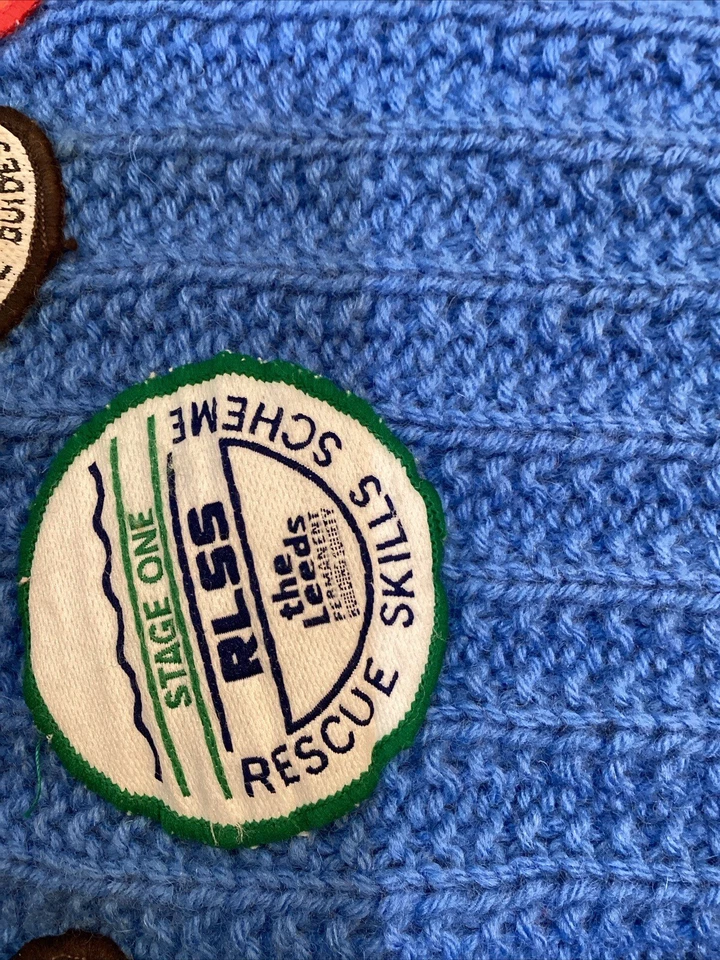 RESCUE SKILLS SCHEME
the
Leeds
PERMANENT
BUILDING SOCIETY
RLSS
STAGE ONE
GUIDES